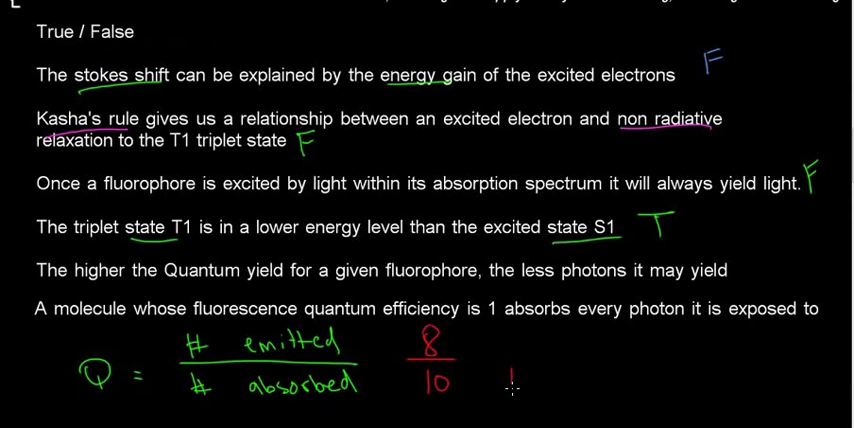 True / False
The stokes shift can be explained by the energy gain of the excited electrons F
Kasha's rule gives us a relationship between an excited electron and non radiative
relaxation to the T1 triplet state F
Once a fluorophore is excited by light within its absorption spectrum it will always yield light. F
The triplet state T1 is in a lower energy level than the excited state S1 T
The higher the Quantum yield for a given fluorophore, the less photons it may yield
A molecule whose fluorescence quantum efficiency is 1 absorbs every photon it is exposed to
# emitted 8
Q =
# absorbed 10